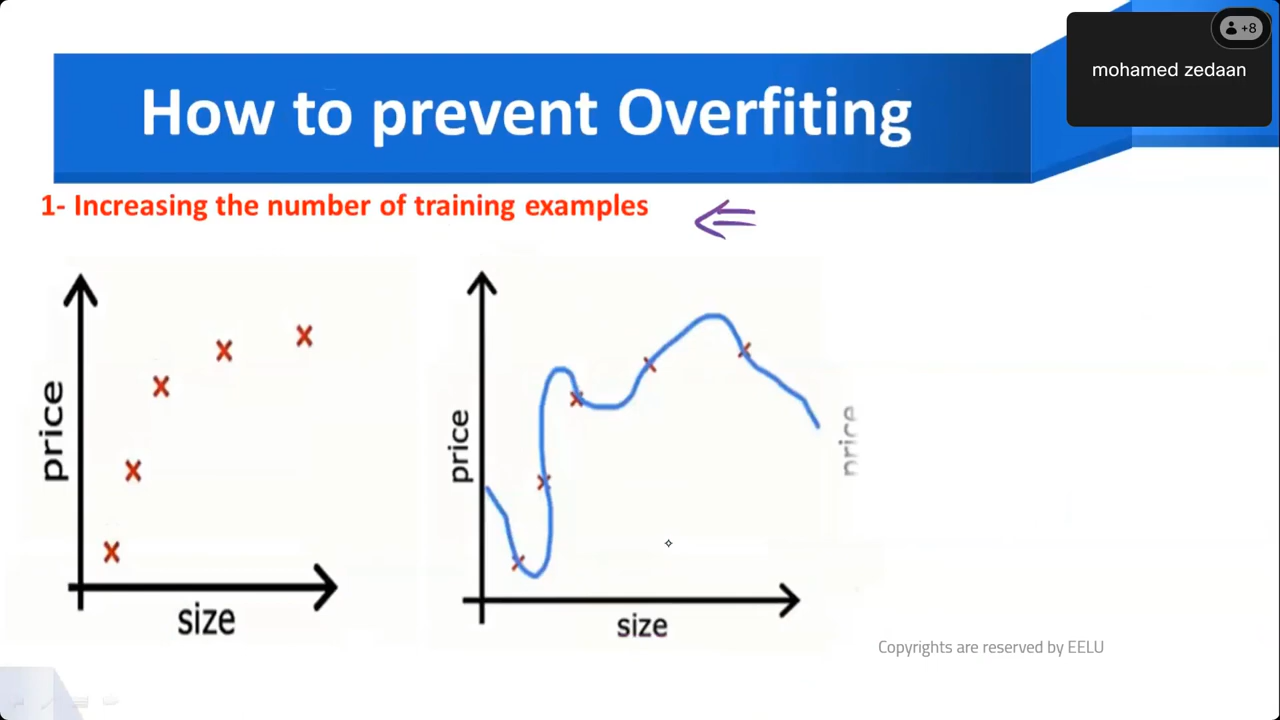 +8
mohamed zedaan
How to prevent Overfiting
1- Increasing the number of training examples
price
size
price
size
price
Copyrights are reserved by EELU